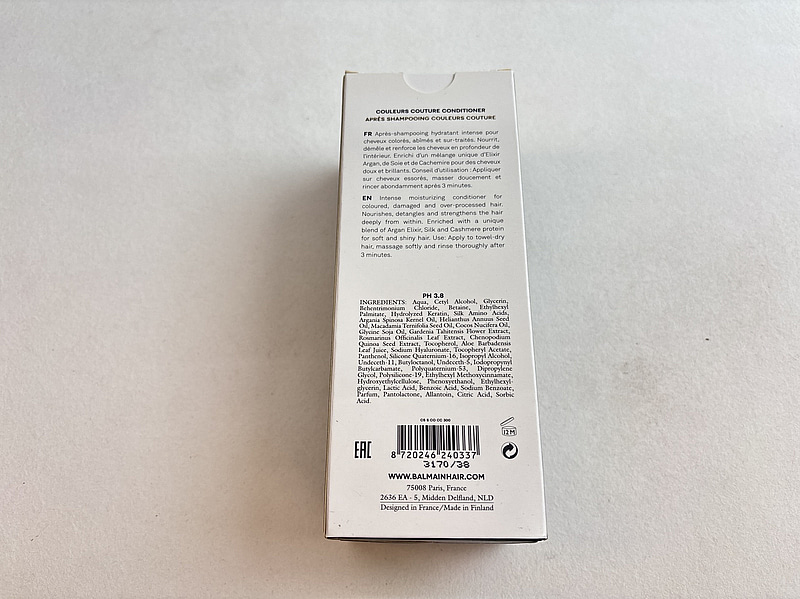 COULEURS COUTURE CONDITIONER
APRÈS SHAMPOOING COULEURS COUTURE
FR Après-shampooing hydratant intense pour
cheveux colorés, abîmés et sur-traités. Nourrit,
démêle et renforce les cheveux en profondeur de
l'intérieur. Enrichi d'un mélange unique d'Elixir
Argan, de Soie et de Cachemire pour des cheveux
doux et brillants. Conseil d'utilisation : Appliquer
sur cheveux essorés, masser doucement et
rincer abondamment après 3 minutes.
EN Intense moisturizing conditioner for
coloured, damaged and over-processed hair.
Nourishes, detangles and strengthens the hair
deeply from within. Enriched with a unique
blend of Argan Elixir, Silk and Cashmere protein
for soft and shiny hair. Use: Apply to towel-dry
hair, massage softly and rinse thoroughly after
3 minutes.
PH 3.8
INGREDIENTS: Aqua, Cetyl Alcohol, Glycerin,
Behentrimonium Chloride, Betaine, Ethylhexyl
Palmitate, Hydrolyzed Keratin, Silk Amino Acids,
Argania Spinosa Kernel Oil, Helianthus Annuus Seed
Oil, Macadamia Ternifolia Seed Oil, Cocos Nucifera Oil,
Glycine Soja Oil, Gardenia Tahitensis Flower Extract,
Rosmarinus Officinalis Leaf Extract, Chenopodium
Quinoa Seed Extract, Tocopherol, Aloe Barbadensis
Leaf Juice, Sodium Hyaluronate, Tocopheryl Acetate,
Panthenol, Silicone Quaternium-16, Isopropyl Alcohol,
Undeceth-11, Butyloctanol, Undeceth-5, Iodopropynyl
Butylcarbamate, Polyquaternium-53, Dipropylene
Glycol, Polysilicone-19, Ethylhexyl Methoxycinnamate,
Hydroxyethylcellulose, Phenoxyethanol, Ethylhexyl-
glycerin, Lactic Acid, Benzoic Acid, Sodium Benzoate,
Parfum, Pantolactone, Allantoin, Citric Acid, Sorbic
Acid.
EAC
8 720246 240337
12 M
3170/38
WWW.BALMAINHAIR.COM
75008 Paris, France
2636 EA - 5, Midden Delfland, NLD
Designed in France/Made in Finland